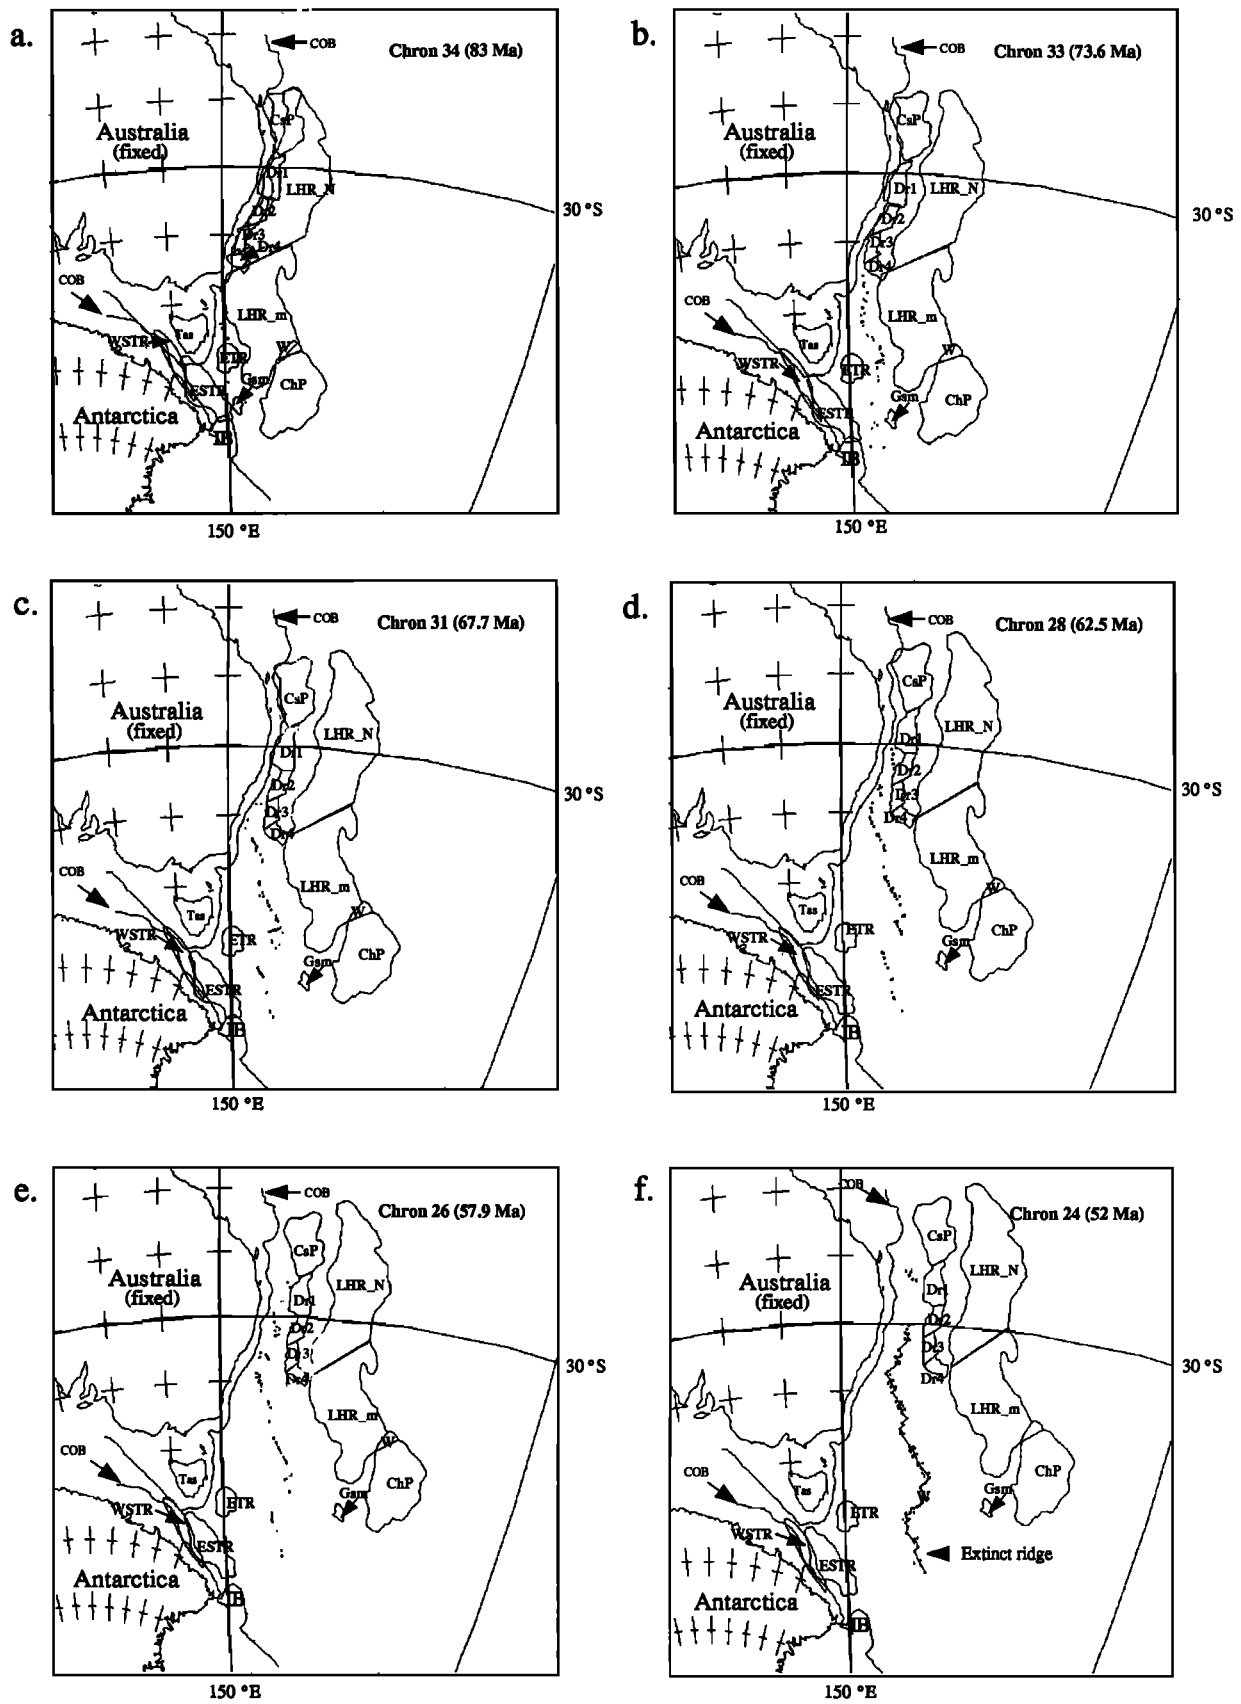 a.
COB
Chron 34 (83 Ma)
CsP
Australia
(fixed)
Dr1
LHR_N
Dr2
30 °S
Dr3
Dr4
COB
LHR_m
Tas
WSTR
W
ETR
Gsm
ChP
ESTR
Antarctica
IB
150 °E
b.
COB
Chron 33 (73.6 Ma)
CsP
Australia
(fixed)
Dr1
LHR_N
Dr2
30 °S
Dr3
Dr4
COB
LHR_m
Tas
W
WSTR
ETR
Gsm
ChP
ESTR
Antarctica
IB
150 °E
c.
COB
Chron 31 (67.7 Ma)
CsP
Australia
(fixed)
LHR_N
Dr1
Dr2
30 °S
Dr3
Dr4
COB
LHR_m
Tas
W
WSTR
ETR
ChP
Gsm
ESTR
Antarctica
IB
150 °E
d.
COB
Chron 28 (62.5 Ma)
CsP
Australia
(fixed)
LHR_N
Dr1
Dr2
30 °S
Dr3
Dr4
LHR_m
COB
W
Tas
ETR
WSTR
ChP
Gsm
ESTR
Antarctica
IB
150 °E
e.
COB
Chron 26 (57.9 Ma)
CsP
Australia
(fixed)
LHR_N
Dr1
Dr2
Dr3
30 °S
Dr4
LHR_m
COB
W
Tas
ChP
Gsm
WSTR
ETR
ESTR
Antarctica
IB
150 °E
f.
COB
Chron 24 (52 Ma)
CsP
Australia
(fixed)
LHR_N
Dr1
Dr2
Dr3
30 °S
Dr4
LHR_m
COB
ChP
Tas
Gsm
W
ETR
WSTR
Extinct ridge
ESTR
Antarctica
IB
150 °E